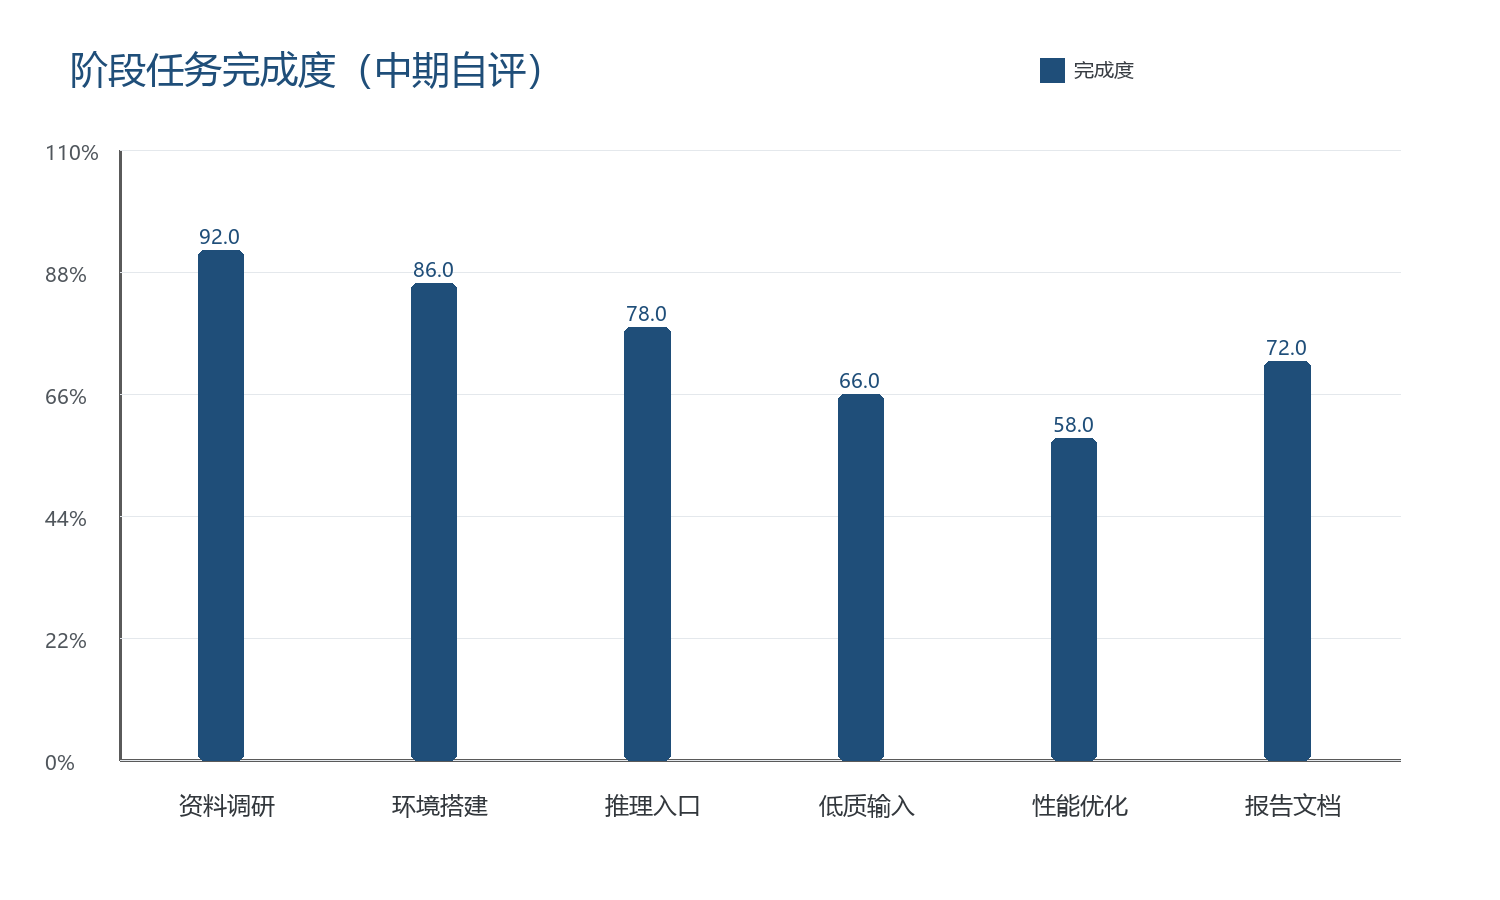 阶段任务完成度（中期自评）
完成度
110%
88%
66%
44%
22%
0%
92.0
86.0
78.0
66.0
58.0
72.0
资料调研
环境搭建
推理入口
低质输入
性能优化
报告文档